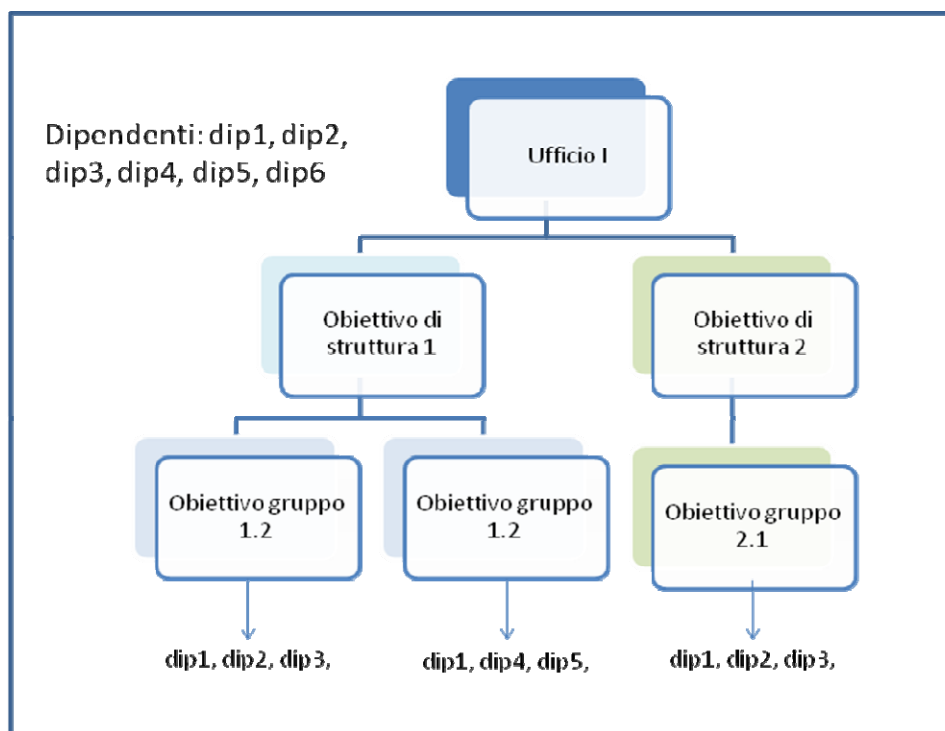 Dipendenti: dip1, dip2,
dip3, dip4, dip5, dip6
Ufficio I
Obiettivo di
struttura 1
Obiettivo di
struttura 2
Obiettivo gruppo
1.2
Obiettivo gruppo
1.2
Obiettivo gruppo
2.1
dip1, dip2, dip3,
dip1, dip4, dip5,
dip1, dip2, dip3,